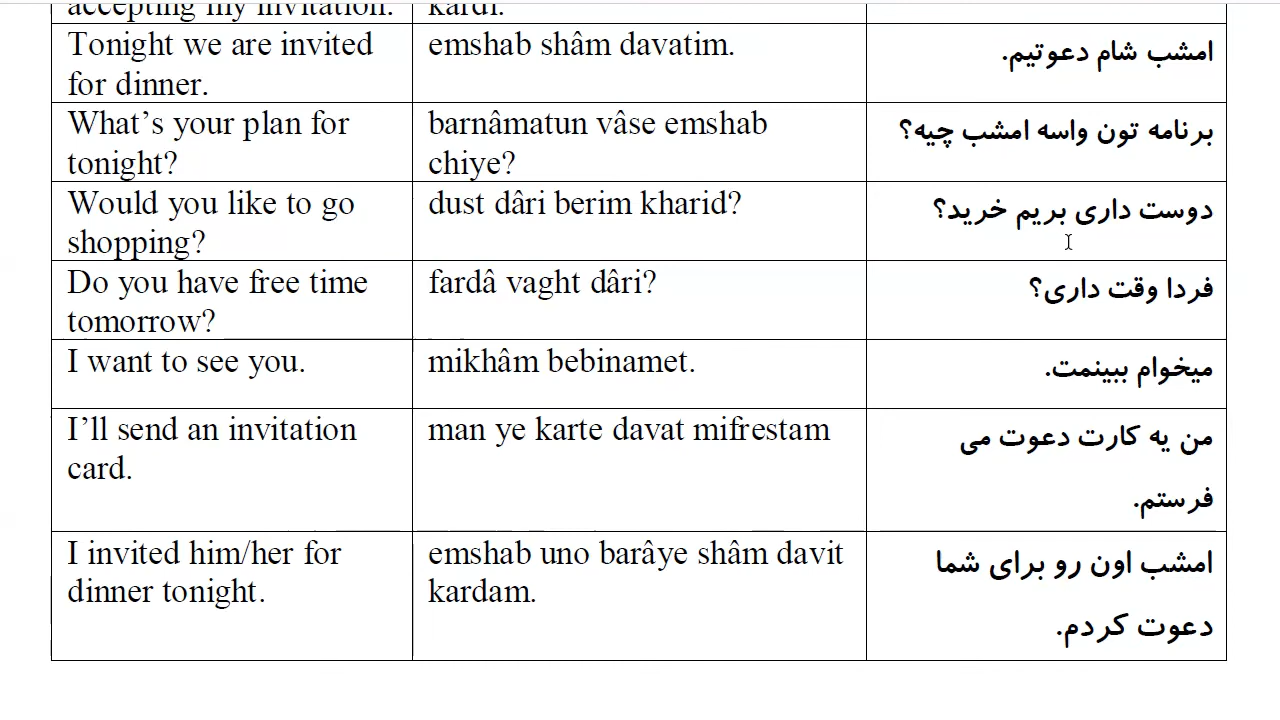 accepting my invitation.
kardi.
Tonight we are invited
for dinner.
emshab shâm davatim.
امشب شام دعوتیم.
What's your plan for
tonight?
barnâmatun vâse emshab
chiye?
برنامه تون واسه امشب چیه؟
Would you like to go
shopping?
dust dâri berim kharid?
دوست داری بریم خرید؟
Do you have free time
tomorrow?
fardâ vaght dâri?
فردا وقت داری؟
I want to see you.
mikhâm bebinamet.
میخوام ببینمت.
I'll send an invitation
card.
man ye karte davat mifrestam
من یه کارت دعوت می
فرستم.
I invited him/her for
dinner tonight.
emshab uno barâye shâm davit
kardam.
امشب اون رو برای شما
دعوت کردم.